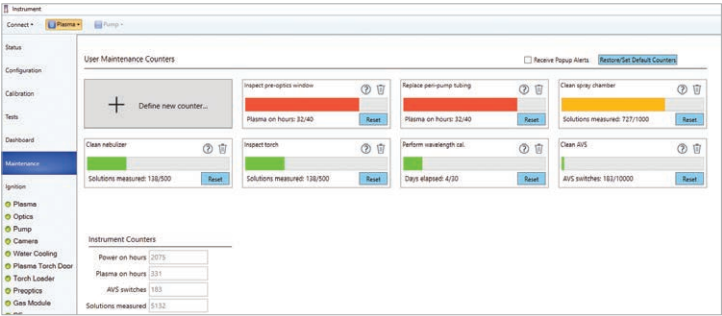 Instrument
Connect Plasma Pump
Status
Configuration
Calibration
Tests
Dashboard
Maintenance
Ignition
Plasma
Optics
Pump
Camera
Water Cooling
Plasma Torch Door
Torch Loader
Preoptics
Gas Module
User Maintenance Counters
Receive Popup Alerts
Restore/Set Default Counters
Define new counter...
Inspect pre-optics window
Plasma on hours: 32/40
Reset
Replace peri-pump tubing
Plasma on hours: 32/40
Reset
Clean spray chamber
Solutions measured: 727/1000
Reset
Clean nebulizer
Solutions measured: 138/500
Reset
Inspect torch
Solutions measured: 138/500
Reset
Perform wavelength cal.
Days elapsed: 4/30
Reset
Clean AVS
AVS switches: 183/10000
Reset
Instrument Counters
Power on hours 2075
Plasma on hours 331
AVS switches 183
Solutions measured 5132